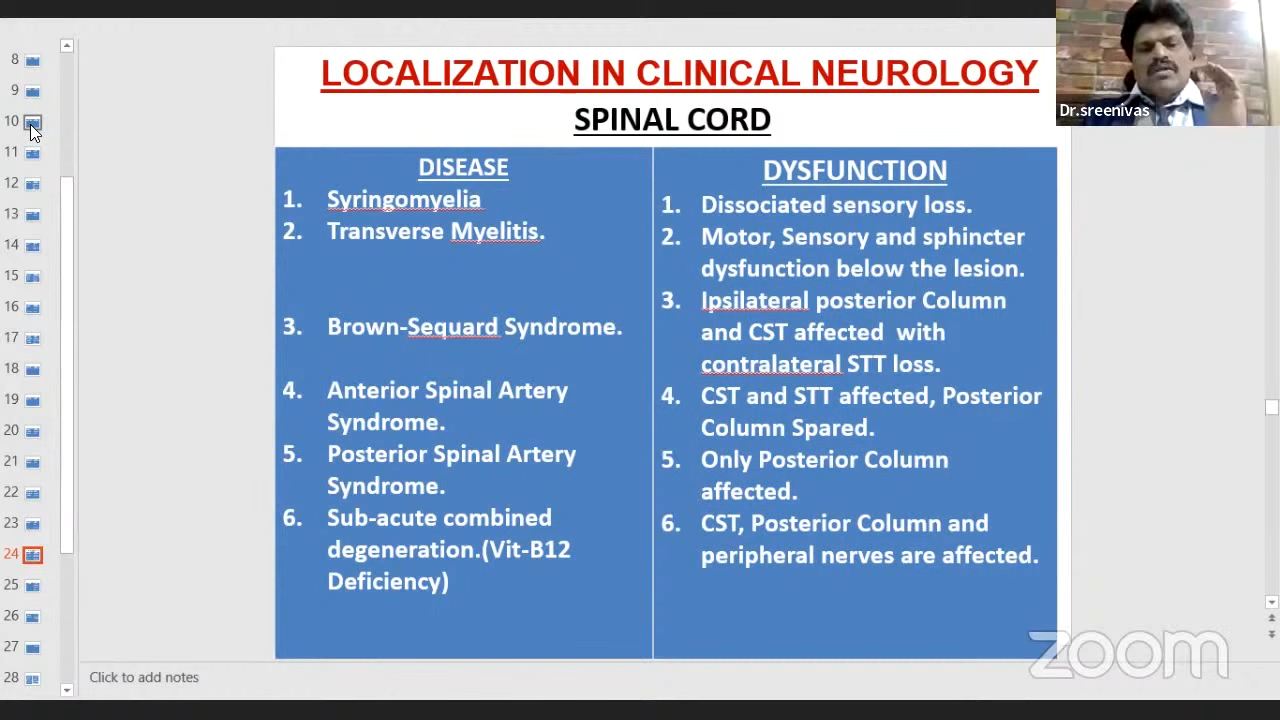 LOCALIZATION IN CLINICAL NEUROLOGY
SPINAL CORD
Dr.sreenivas
DISEASE
1. Syringomyelia
2. Transverse Myelitis.
3. Brown-Sequard Syndrome.
4. Anterior Spinal Artery
Syndrome.
5. Posterior Spinal Artery
Syndrome.
6. Sub-acute combined
degeneration.(Vit-B12
Deficiency)
DYSFUNCTION
1. Dissociated sensory loss.
2. Motor, Sensory and sphincter
dysfunction below the lesion.
3. Ipsilateral posterior Column
and CST affected with
contralateral STT loss.
4. CST and STT affected, Posterior
Column Spared.
5. Only Posterior Column
affected.
6. CST, Posterior Column and
peripheral nerves are affected.
8
9
10
11
12
13
14
15
16
17
18
19
20
21
22
23
24
25
26
27
28
Click to add notes
zoom